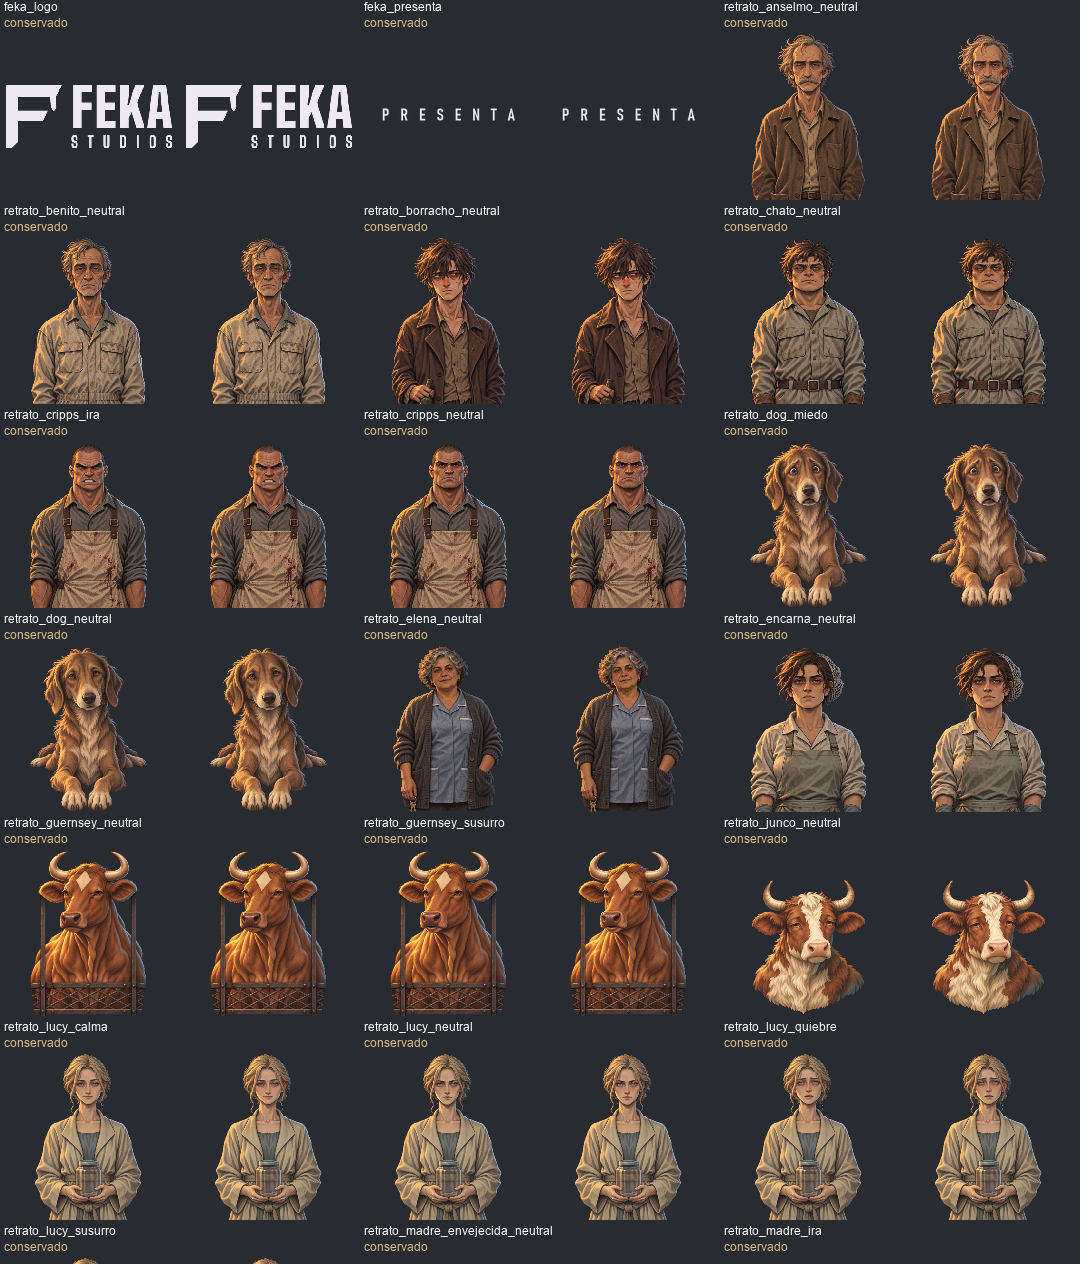 feka_logo feka_presenta retrato_anselmo_neutral
conservado conservado conservado
FEKA STUDIOS FEKA STUDIOS PRESENTA PRESENTA
retrato_benito_neutral retrato_borracho_neutral retrato_chato_neutral
conservado conservado conservado
retrato_cripps_ira retrato_cripps_neutral retrato_dog_miedo
conservado conservado conservado
retrato_dog_neutral retrato_elena_neutral retrato_encarna_neutral
conservado conservado conservado
retrato_guernsey_neutral retrato_guernsey_susurro retrato_junco_neutral
conservado conservado conservado
retrato_lucy_calma retrato_lucy_neutral retrato_lucy_quiebre
conservado conservado conservado
retrato_lucy_susurro retrato_madre_envejecida_neutral retrato_madre_ira
conservado conservado conservado